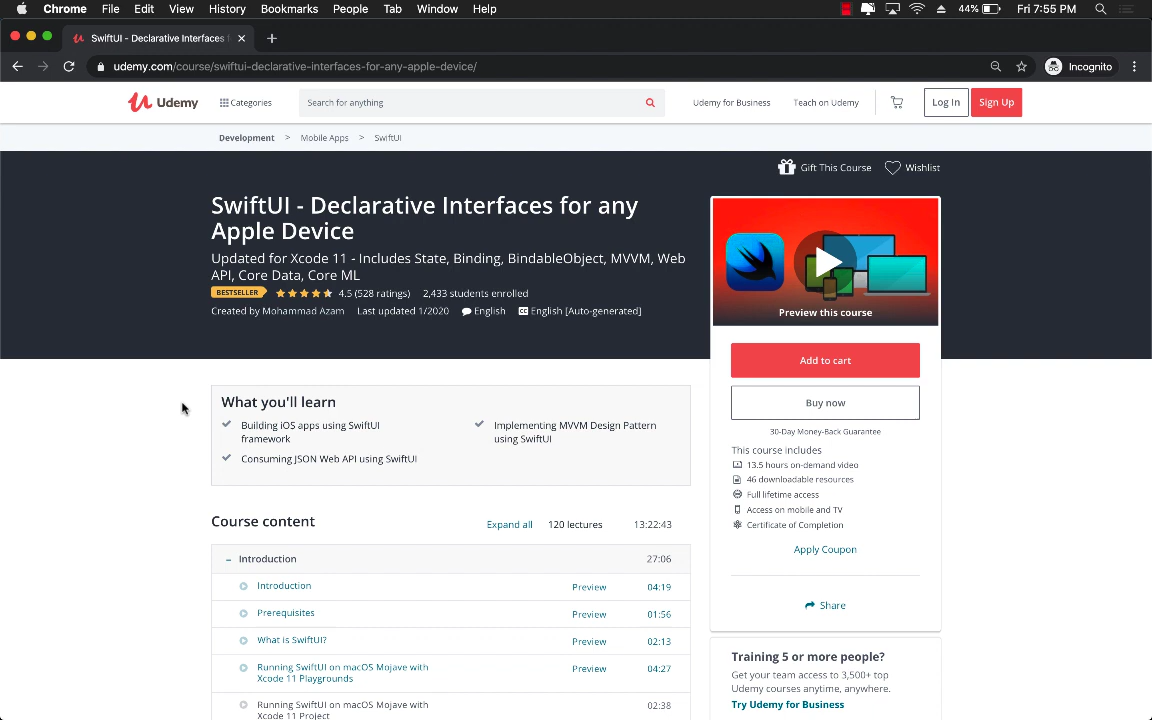 Chrome File Edit View History Bookmarks People Tab Window Help 44% Fri 7:55 PM
SwiftUI - Declarative Interfaces f
udemy.com/course/swiftui-declarative-interfaces-for-any-apple-device/ Incognito
Udemy Categories Search for anything Udemy for Business Teach on Udemy Log In Sign Up
Development > Mobile Apps > SwiftUI
Gift This Course Wishlist
SwiftUI - Declarative Interfaces for any
Apple Device
Updated for Xcode 11 - Includes State, Binding, BindableObject, MVVM, Web
API, Core Data, Core ML
BESTSELLER 4.5 (528 ratings) 2,433 students enrolled
Created by Mohammad Azam Last updated 1/2020 English CC English [Auto-generated]
Preview this course
Add to cart
Buy now
30-Day Money-Back Guarantee
This course includes
13.5 hours on-demand video
46 downloadable resources
Full lifetime access
Access on mobile and TV
Certificate of Completion
Apply Coupon
Share
Training 5 or more people?
Get your team access to 3,500+ top
Udemy courses anytime, anywhere.
Try Udemy for Business
What you'll learn
Building iOS apps using SwiftUI
framework
Consuming JSON Web API using SwiftUI
Implementing MVVM Design Pattern
using SwiftUI
Course content Expand all 120 lectures 13:22:43
– Introduction 27:06
Introduction Preview 04:19
Prerequisites Preview 01:56
What is SwiftUI? Preview 02:13
Running SwiftUI on macOS Mojave with
Xcode 11 Playgrounds Preview 04:27
Running SwiftUI on macOS Mojave with
Xcode 11 Project 02:38